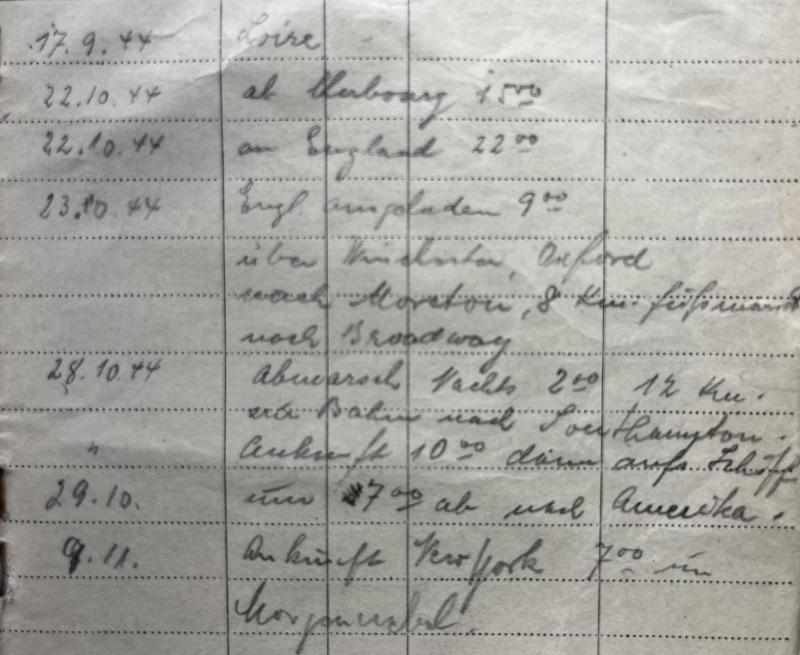 17.9.44 Loire
22.10.44 ab Cherbourg 15⁰⁰
22.10.44 an England 22⁰⁰
23.10.44 Engl. ausgeladen 9⁰⁰
über Winchester, Oxford
nach Moreton, 8 Km. Fußmarsch
nach Broadway
28.10.44 Abmarsch Nachts 2⁰⁰ 12 Km.
Bahn nach Southampton.
" Ankunft 10⁰⁰ dann aufs Schiff
29.10. um 7⁰⁰ ab nach Amerika.
9.11. Ankunft New York 7⁰⁰ im
Morgennebel.